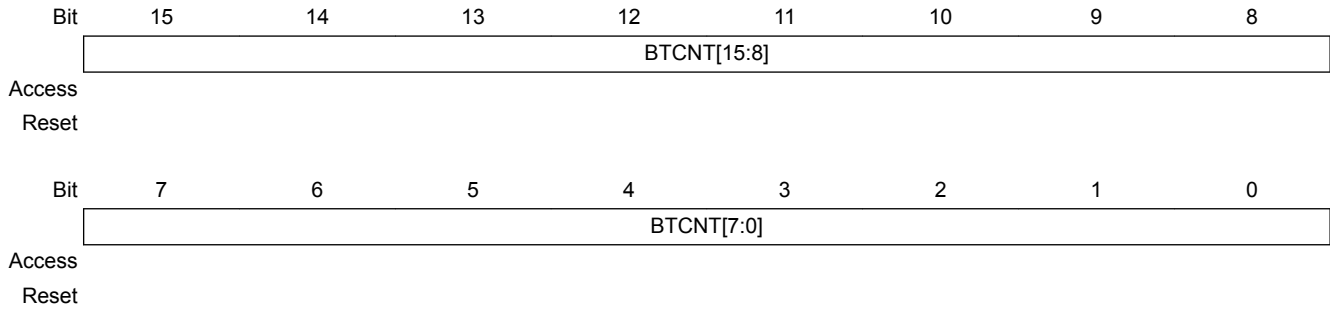 Bit 15 14 13 12 11 10 9 8
BTCNT[15:8]
Access
Reset
Bit 7 6 5 4 3 2 1 0
BTCNT[7:0]
Access
Reset